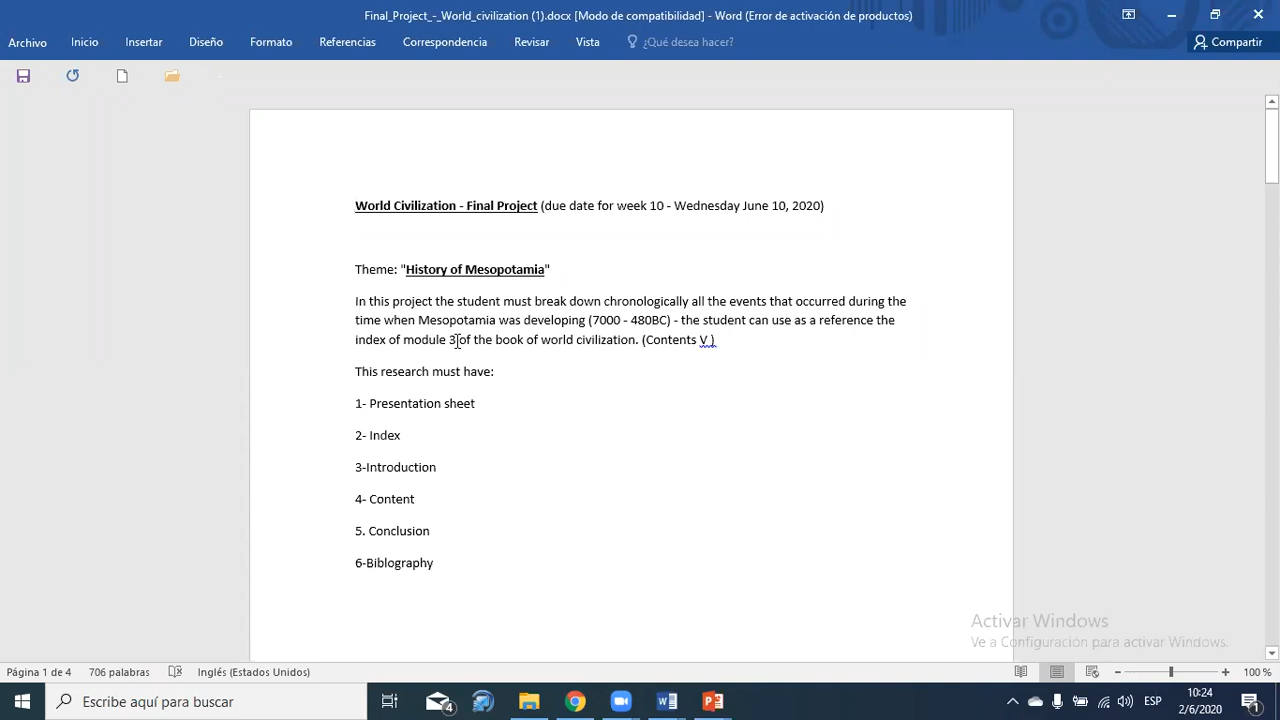 Final_Project_-_World_civilization (1).docx [Modo de compatibilidad] - Word (Error de activación de productos)
Archivo Inicio Insertar Diseño Formato Referencias Correspondencia Revisar Vista ¿Qué desea hacer? Compartir
World Civilization - Final Project (due date for week 10 - Wednesday June 10, 2020)
Theme: "History of Mesopotamia"
In this project the student must break down chronologically all the events that occurred during the
time when Mesopotamia was developing (7000 - 480BC) - the student can use as a reference the
index of module 3 of the book of world civilization. (Contents V )
This research must have:
1- Presentation sheet
2- Index
3-Introduction
4- Content
5. Conclusion
6-Biblography
Activar Windows
Ve a Configuración para activar Windows.
Página 1 de 4 706 palabras Inglés (Estados Unidos) 100 %
Escribe aquí para buscar 4 ESP 10:24
2/6/2020 1